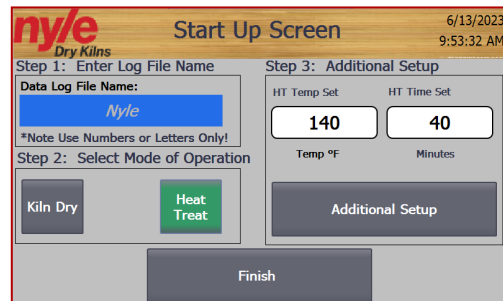 nyle
Dry Kilns
Start Up Screen
6/13/2023
9:53:32 AM
Step 1: Enter Log File Name
Data Log File Name:
Nyle
*Note Use Numbers or Letters Only!
Step 2: Select Mode of Operation
Kiln Dry
Heat
Treat
Step 3: Additional Setup
HT Temp Set
HT Time Set
140
40
Temp ºF
Minutes
Additional Setup
Finish